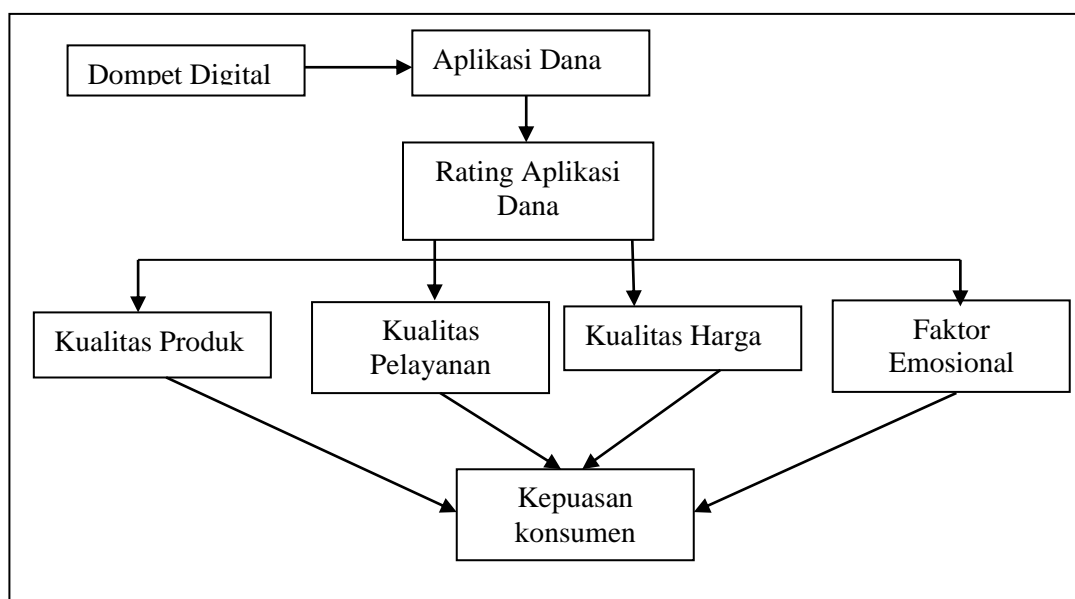 Dompet Digital
Aplikasi Dana
Rating Aplikasi
Dana
Kualitas Produk
Kualitas
Pelayanan
Kualitas Harga
Faktor
Emosional
Kepuasan
konsumen